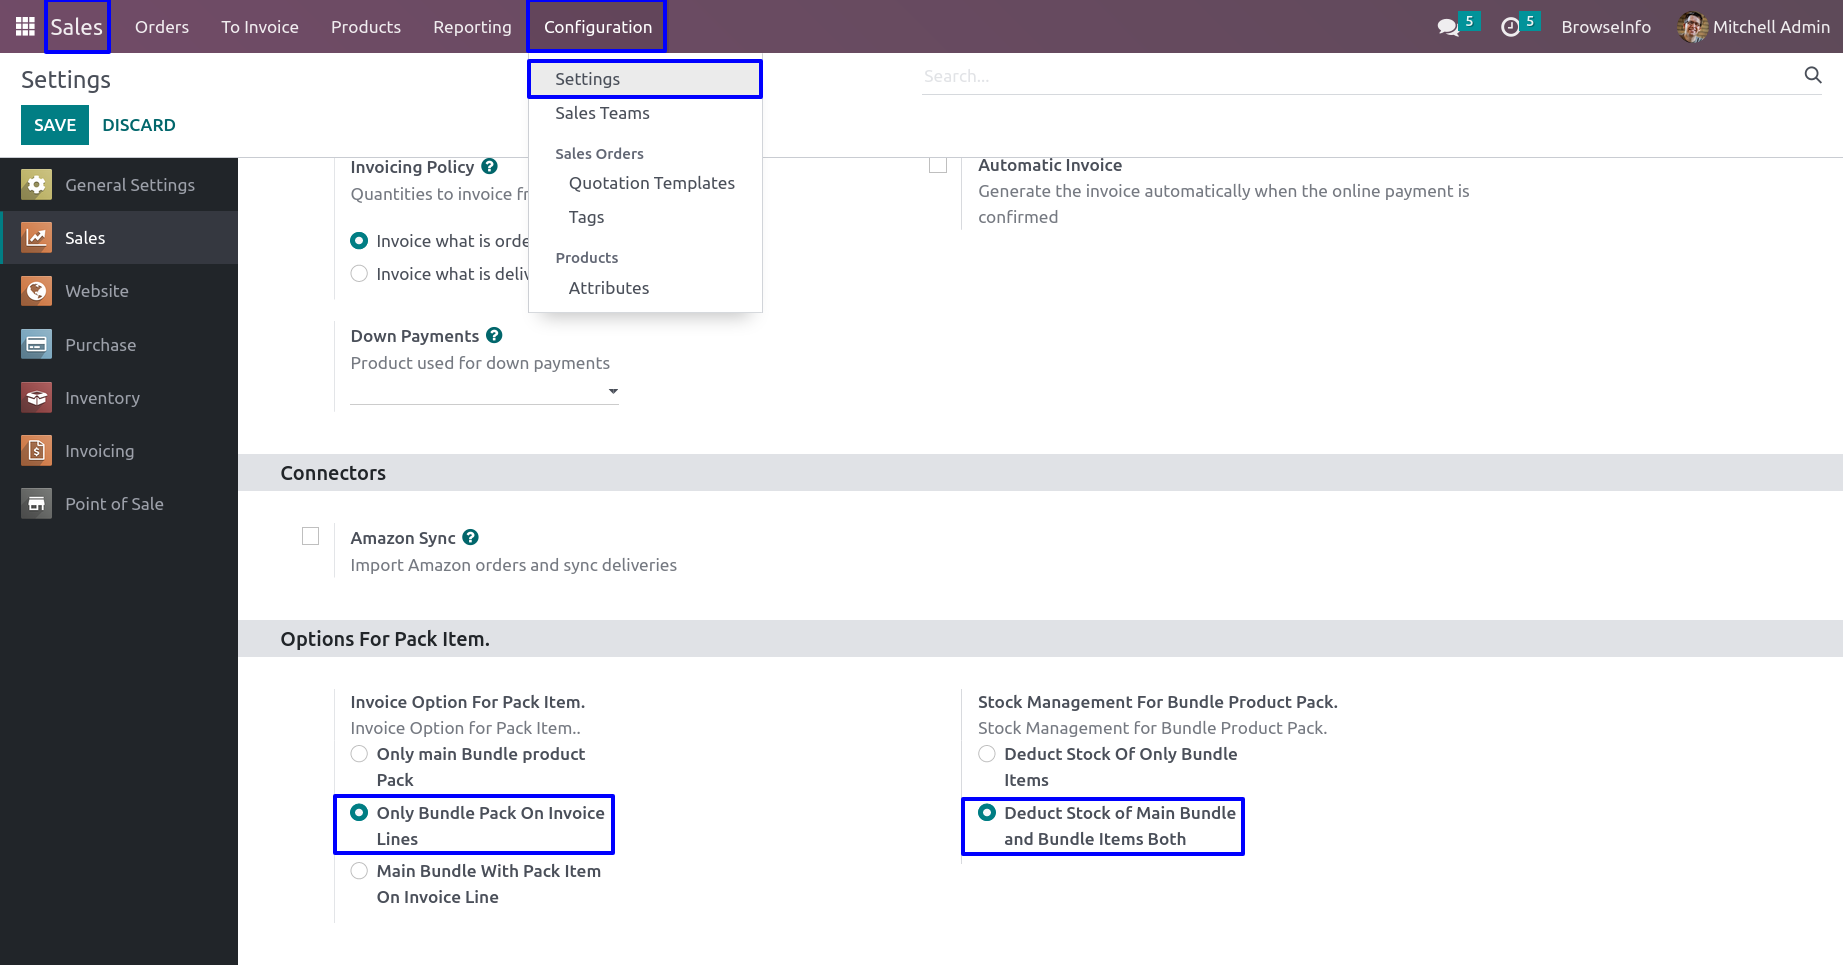 Sales Orders To Invoice Products Reporting Configuration 5 5 BrowseInfo Mitchell Admin
Settings
Search...
SAVE DISCARD
Settings
Sales Teams
Sales Orders
Quotation Templates
Tags
Products
Attributes
General Settings
Sales
Website
Purchase
Inventory
Invoicing
Point of Sale
Invoicing Policy
Quantities to invoice fr
Invoice what is orde
Invoice what is deliv
Automatic Invoice
Generate the invoice automatically when the online payment is
confirmed
Down Payments
Product used for down payments
Connectors
Amazon Sync
Import Amazon orders and sync deliveries
Options For Pack Item.
Invoice Option For Pack Item.
Invoice Option for Pack Item..
Only main Bundle product
Pack
Only Bundle Pack On Invoice
Lines
Main Bundle With Pack Item
On Invoice Line
Stock Management For Bundle Product Pack.
Stock Management for Bundle Product Pack.
Deduct Stock Of Only Bundle
Items
Deduct Stock of Main Bundle
and Bundle Items Both